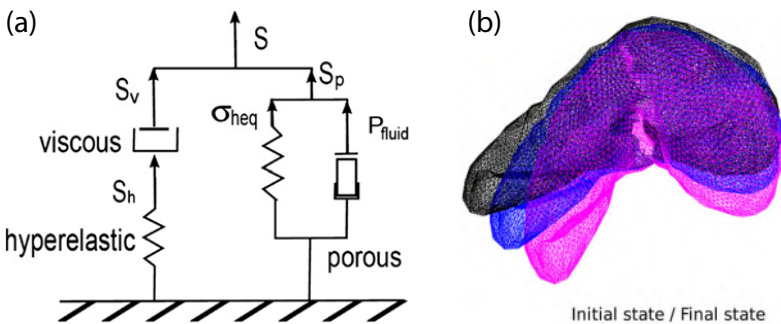 (a)
S
Sv
Sp
σheq
Pfluid
viscous
Sh
hyperelastic
porous
(b)
Initial state / Final state